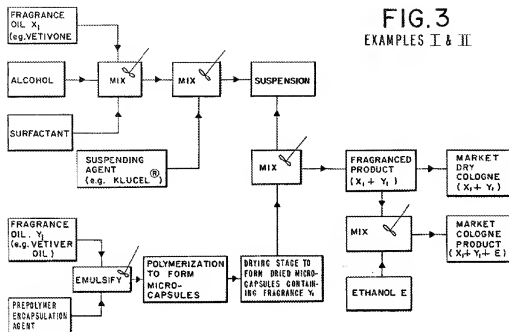 FIG.3
EXAMPLES I & II
FRAGRANCE
OIL X₁
(eg. VETIVONE
ALCOHOL
SURFACTANT
MIX
MIX
SUSPENSION
SUSPENDING
AGENT
(e.g. KLUCEL®)
MIX
FRAGRANCED
PRODUCT
(X₁+ Y₁)
MARKET
DRY
COLOGNE
(X₁+ Y₁)
MIX
MARKET
COLOGNE
PRODUCT
(X₁+Y₁+E)
ETHANOL E
FRAGRANCE
OIL, Y₁
(e.g. VETIVER
OIL)
EMULSIFY
PREPOLYMER
ENCAPSULATION
AGENT
POLYMERIZATION
TO FORM
MICRO-
CAPSULES
DRYING STAGE TO
FORM DRIED MICRO-
CAPSULES CONTAIN-
ING FRAGRANCE Y₁